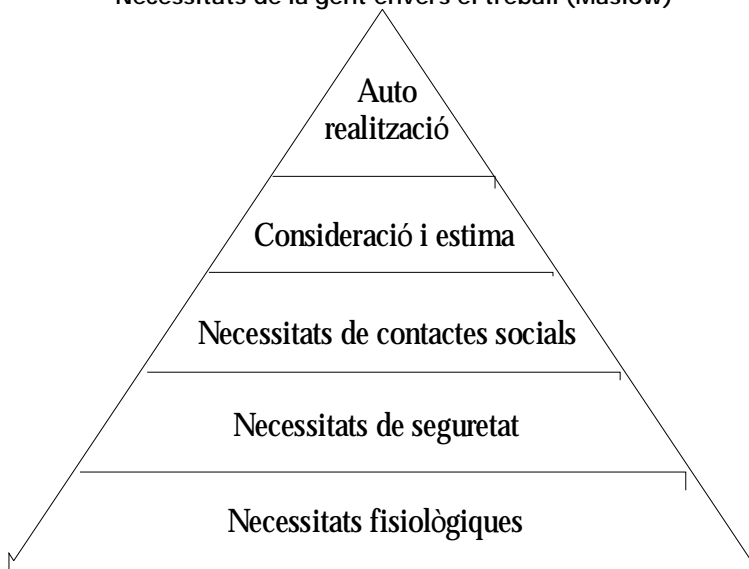 Necessitats de la gent envers el treball (Maslow)
Auto
realització
Consideració i estima
Necessitats de contactes socials
Necessitats de seguretat
Necessitats fisiològiques